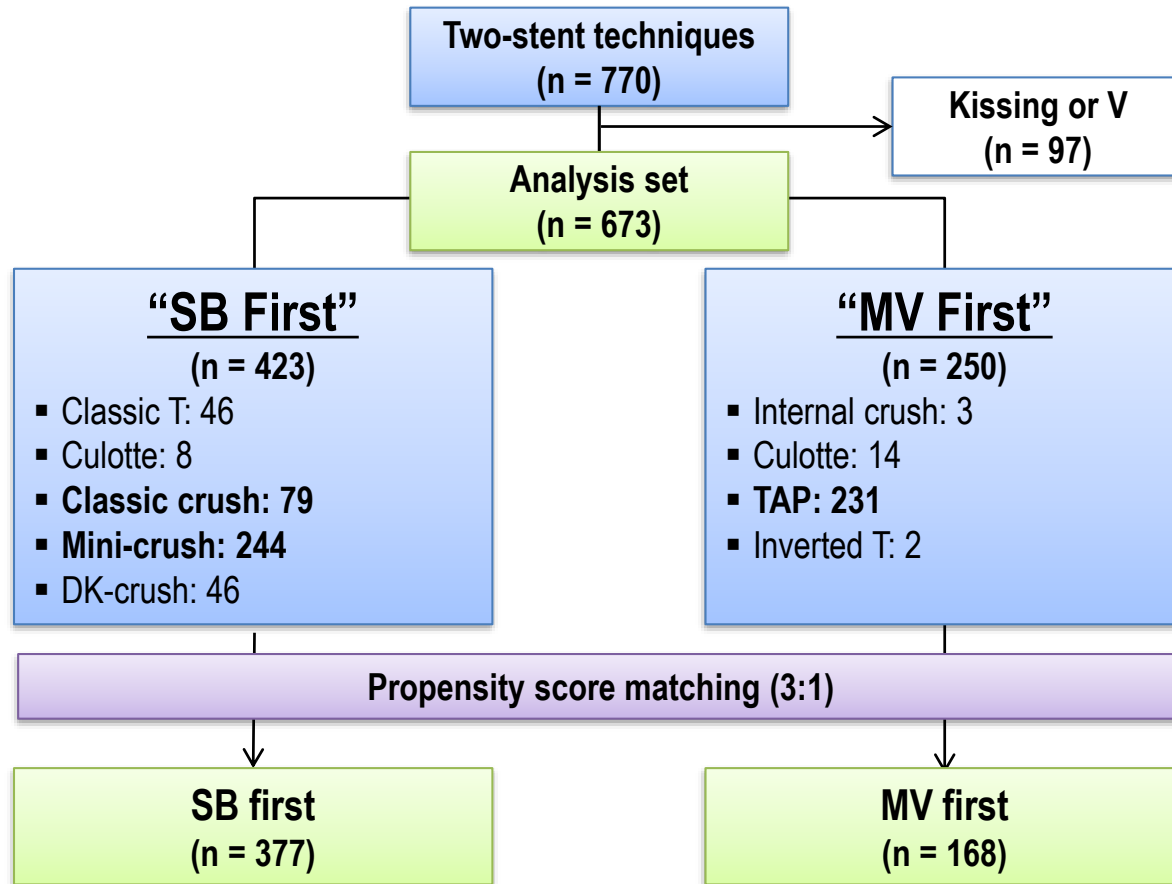 Two-stent techniques
(n = 770)
Kissing or V
(n = 97)
Analysis set
(n = 673)
“SB First”
(n = 423)
▪ Classic T: 46
▪ Culotte: 8
▪ Classic crush: 79
▪ Mini-crush: 244
▪ DK-crush: 46
“MV First”
(n = 250)
▪ Internal crush: 3
▪ Culotte: 14
▪ TAP: 231
▪ Inverted T: 2
Propensity score matching (3:1)
SB first
(n = 377)
MV first
(n = 168)